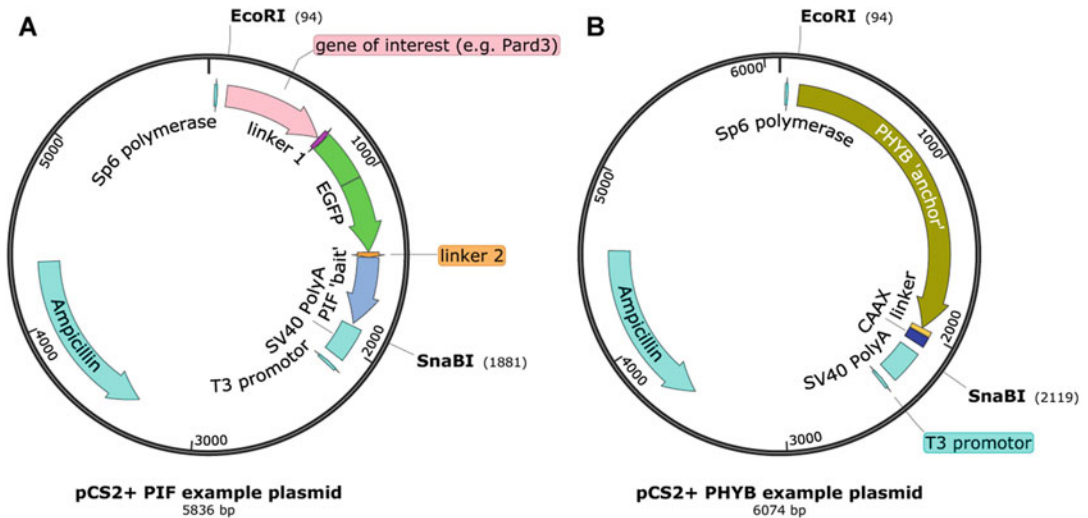 A
EcoRI (94)
gene of interest (e.g. Pard3)
Sp6 polymerase
linker 1
1000
EGFP
linker 2
PIF 'bait'
SV40 PolyA
T3 promotor
2000
SnaBI (1881)
3000
4000
5000
Ampicillin
pCS2+ PIF example plasmid
5836 bp
B
EcoRI (94)
6000
Sp6 polymerase
PHYB 'anchor'
1000
linker
CAAX
SV40 PolyA
2000
SnaBI (2119)
T3 promotor
3000
4000
5000
Ampicillin
pCS2+ PHYB example plasmid
6074 bp